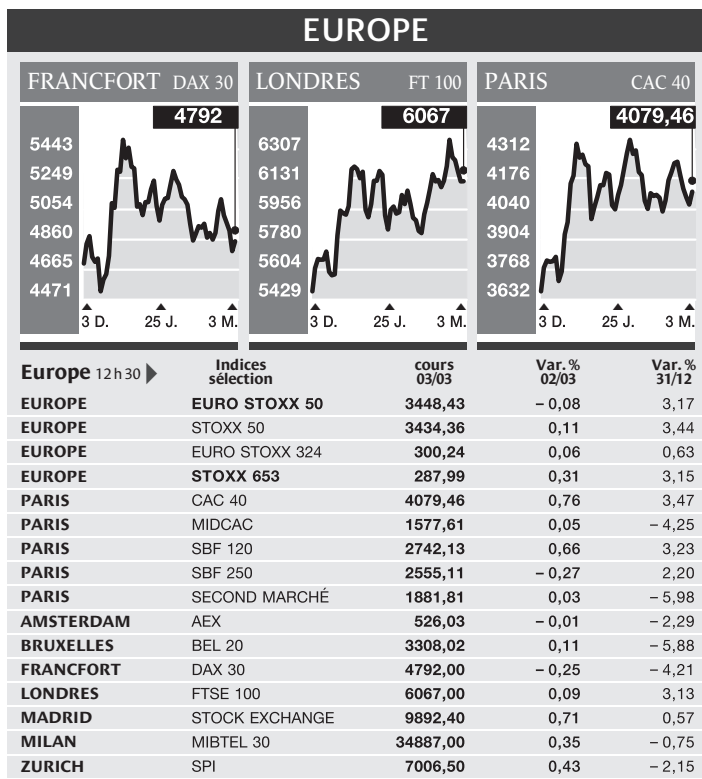 EUROPE
FRANCFORT DAX 30
4792
5443
5249
5054
4860
4665
4471
3 D. 25 J. 3 M.
LONDRES FT 100
6067
6307
6131
5956
5780
5604
5429
3 D. 25 J. 3 M.
PARIS CAC 40
4079,46
4312
4176
4040
3904
3768
3632
3 D. 25 J. 3 M.
Europe 12 h 30 Indices sélection cours 03/03 Var. % 02/03 Var. % 31/12
EUROPE EURO STOXX 50 3448,43 – 0,08 3,17
EUROPE STOXX 50 3434,36 0,11 3,44
EUROPE EURO STOXX 324 300,24 0,06 0,63
EUROPE STOXX 653 287,99 0,31 3,15
PARIS CAC 40 4079,46 0,76 3,47
PARIS MIDCAC 1577,61 0,05 – 4,25
PARIS SBF 120 2742,13 0,66 3,23
PARIS SBF 250 2555,11 – 0,27 2,20
PARIS SECOND MARCHÉ 1881,81 0,03 – 5,98
AMSTERDAM AEX 526,03 – 0,01 – 2,29
BRUXELLES BEL 20 3308,02 0,11 – 5,88
FRANCFORT DAX 30 4792,00 – 0,25 – 4,21
LONDRES FTSE 100 6067,00 0,09 3,13
MADRID STOCK EXCHANGE 9892,40 0,71 0,57
MILAN MIBTEL 30 34887,00 0,35 – 0,75
ZURICH SPI 7006,50 0,43 – 2,15